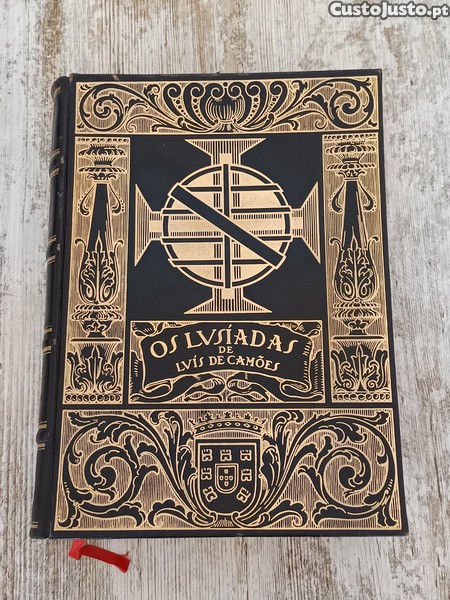 CustoJusto.pt
OS LVSÍADAS
DE
LVÍS DE CAMÕES